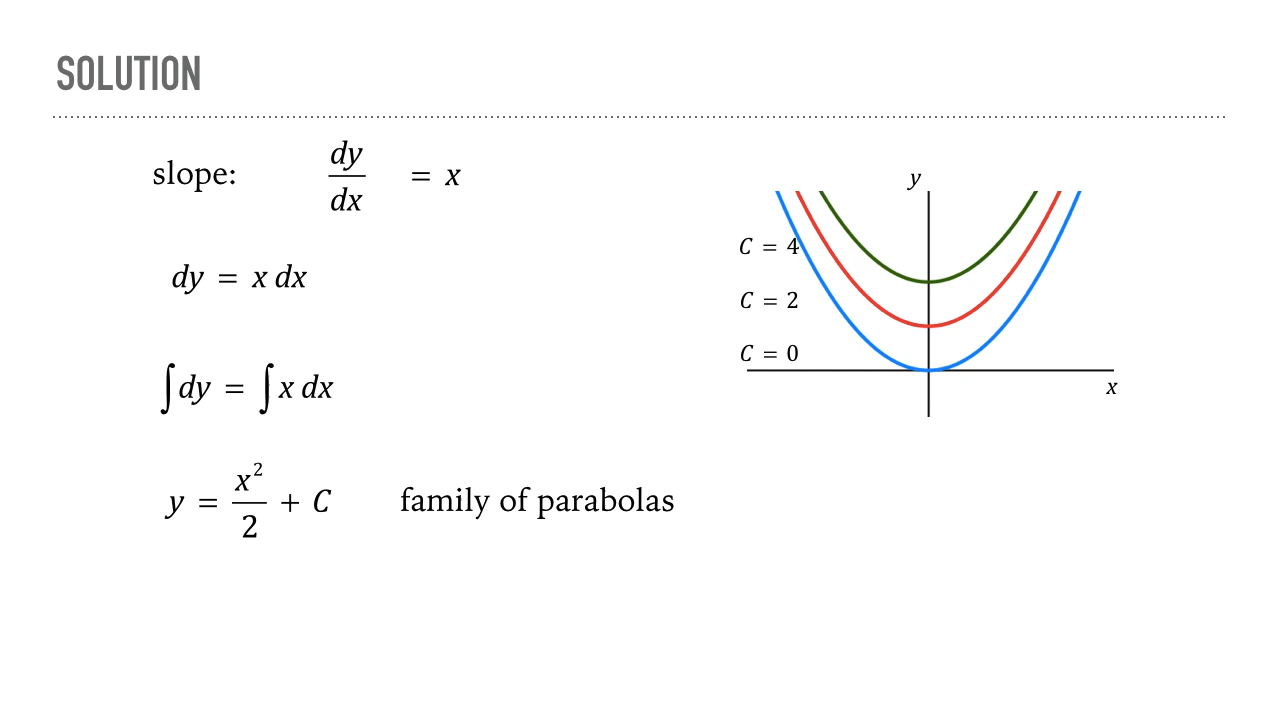 SOLUTION
slope: dy/dx = x
dy = x dx
∫dy = ∫x dx
y = x²/2 + C family of parabolas
y
C = 4
C = 2
C = 0
x